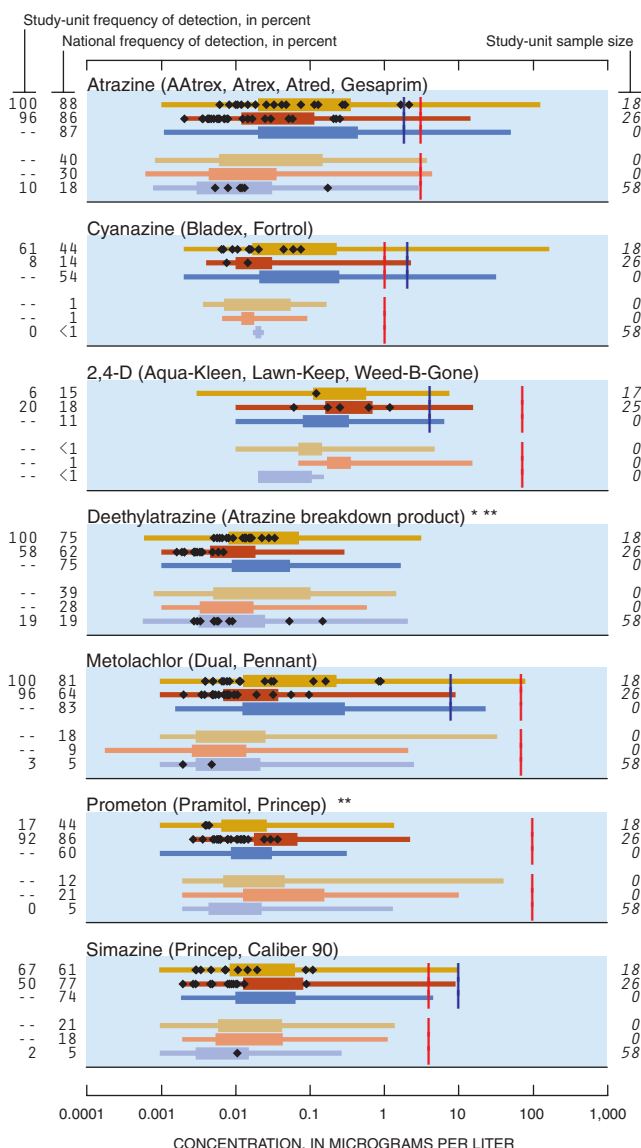 Study-unit frequency of detection, in percent
National frequency of detection, in percent
Study-unit sample size
Atrazine (AAtrex, Atrex, Atred, Gesaprim)
100 88 18
96 86 26
-- 87 0
-- 40 0
-- 30 0
10 18 58
Cyanazine (Bladex, Fortrol)
61 44 18
8 14 26
-- 54 0
-- 1 0
-- 1 0
0 <1 58
2,4-D (Aqua-Kleen, Lawn-Keep, Weed-B-Gone)
6 15 17
20 18 25
-- 11 0
-- <1 0
-- 1 0
-- <1 0
Deethylatrazine (Atrazine breakdown product) * **
100 75 18
58 62 26
-- 75 0
-- 39 0
-- 28 0
19 19 58
Metolachlor (Dual, Pennant)
100 81 18
96 64 26
-- 83 0
-- 18 0
-- 9 0
3 5 58
Prometon (Pramitol, Princep) **
17 44 18
92 86 26
-- 60 0
-- 12 0
-- 21 0
0 5 58
Simazine (Princep, Caliber 90)
67 61 18
50 77 26
-- 74 0
-- 21 0
-- 18 0
2 5 58
0.0001 0.001 0.01 0.1 1 10 100 1,000
CONCENTRATION, IN MICROGRAMS PER LITER